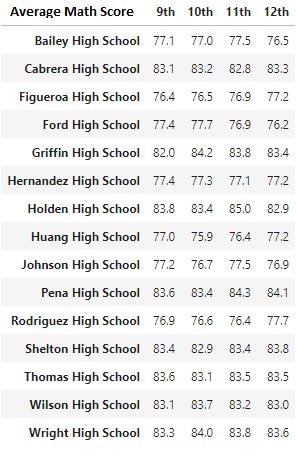 Average Math Score 9th 10th 11th 12th
Bailey High School 77.1 77.0 77.5 76.5
Cabrera High School 83.1 83.2 82.8 83.3
Figueroa High School 76.4 76.5 76.9 77.2
Ford High School 77.4 77.7 76.9 76.2
Griffin High School 82.0 84.2 83.8 83.4
Hernandez High School 77.4 77.3 77.1 77.2
Holden High School 83.8 83.4 85.0 82.9
Huang High School 77.0 75.9 76.4 77.2
Johnson High School 77.2 76.7 77.5 76.9
Pena High School 83.6 83.4 84.3 84.1
Rodriguez High School 76.9 76.6 76.4 77.7
Shelton High School 83.4 82.9 83.4 83.8
Thomas High School 83.6 83.1 83.5 83.5
Wilson High School 83.1 83.7 83.2 83.0
Wright High School 83.3 84.0 83.8 83.6